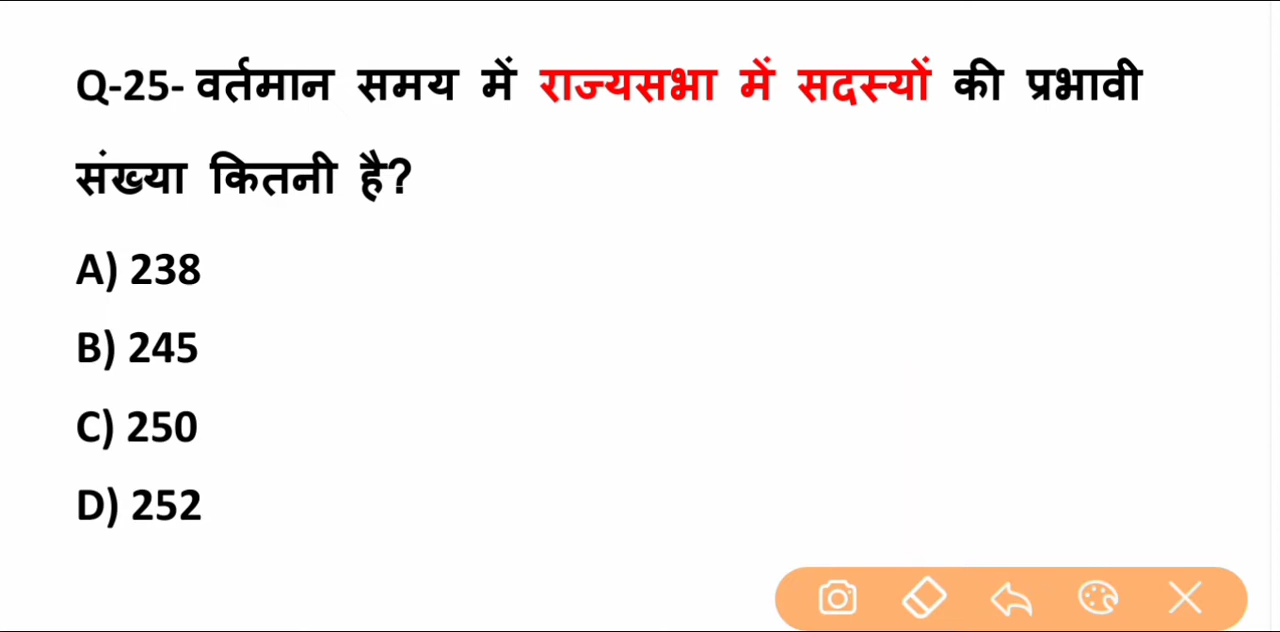 Q-25- वर्तमान समय में राज्यसभा में सदस्यों की प्रभावी
संख्या कितनी है?
A) 238
B) 245
C) 250
D) 252